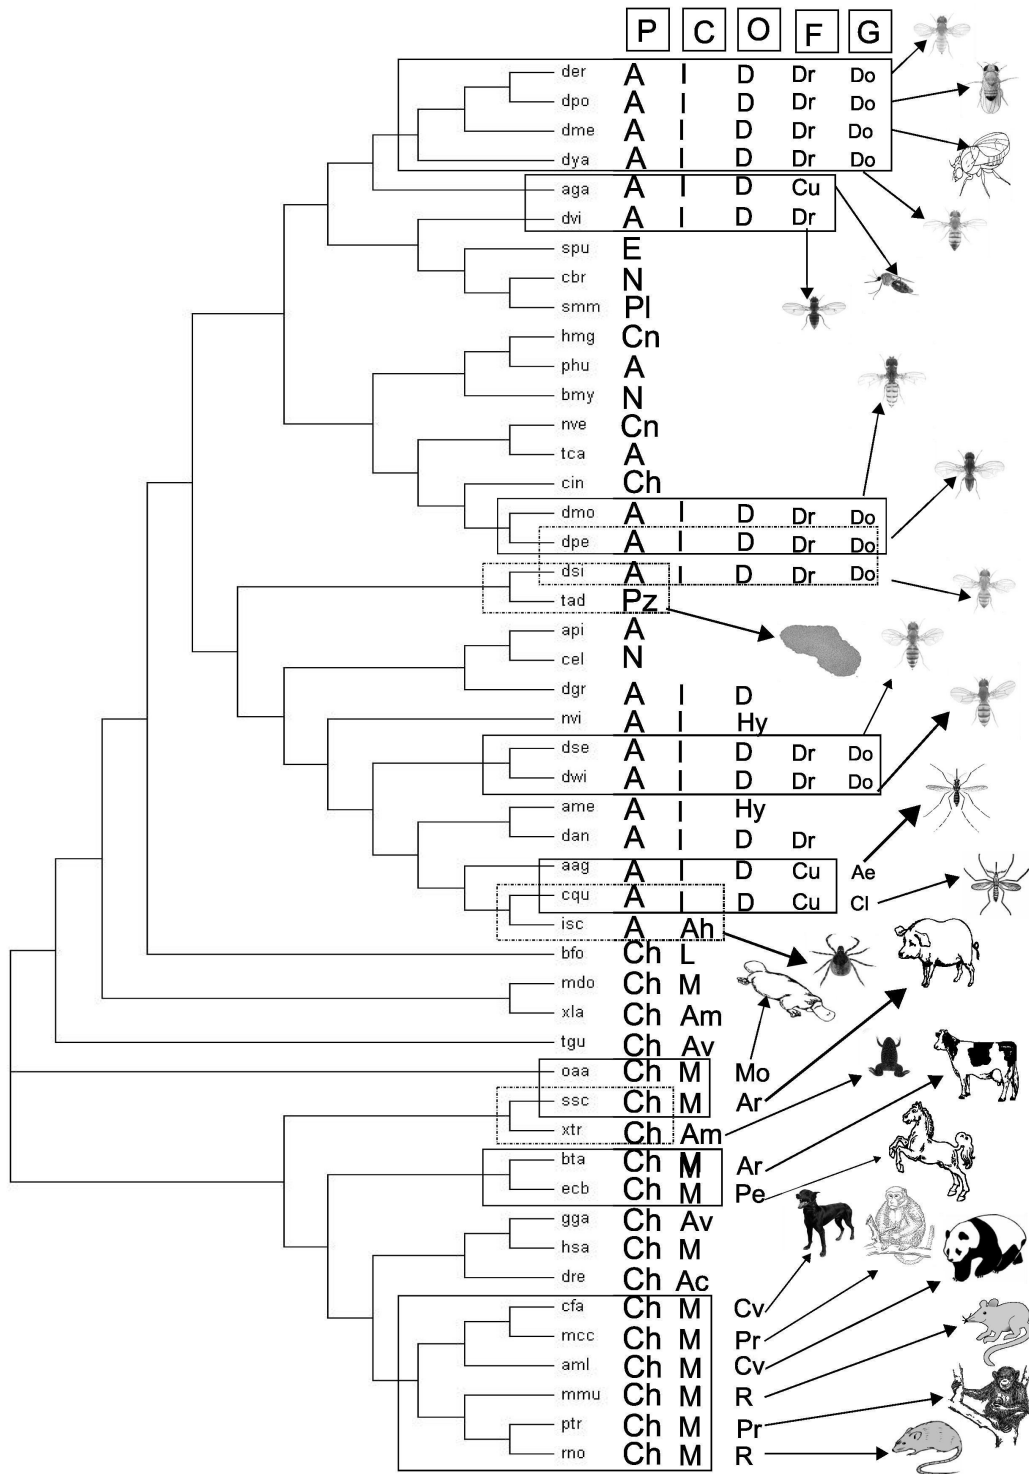 P C O F G
der A I D Dr Do
dpo A I D Dr Do
dme A I D Dr Do
dya A I D Dr Do
aga A I D Cu
dvi A I D Dr
spu E
cbr N
smm Pl
hmg Cn
phu A
bmy N
nve Cn
tca A
cin Ch
dmo A I D Dr Do
dpe A I D Dr Do
dsi A I D Dr Do
tad Pz
api A
cel N
dgr A I D
nvi A I Hy
dse A I D Dr Do
dwi A I D Dr Do
ame A I Hy
dan A I D Dr
aag A I D Cu Ae
cqu A I D Cu Cl
isc A Ah
bfo Ch L
mdo Ch M
xla Ch Am
tgu Ch Av
oaa Ch M Mo
ssc Ch M Ar
xtr Ch Am
bta Ch M Ar
ecb Ch M Pe
gga Ch Av
hsa Ch M
dre Ch Ac
cfa Ch M Cv
mcc Ch M Pr
aml Ch M Cv
mmu Ch M R
ptr Ch M Pr
rno Ch M R